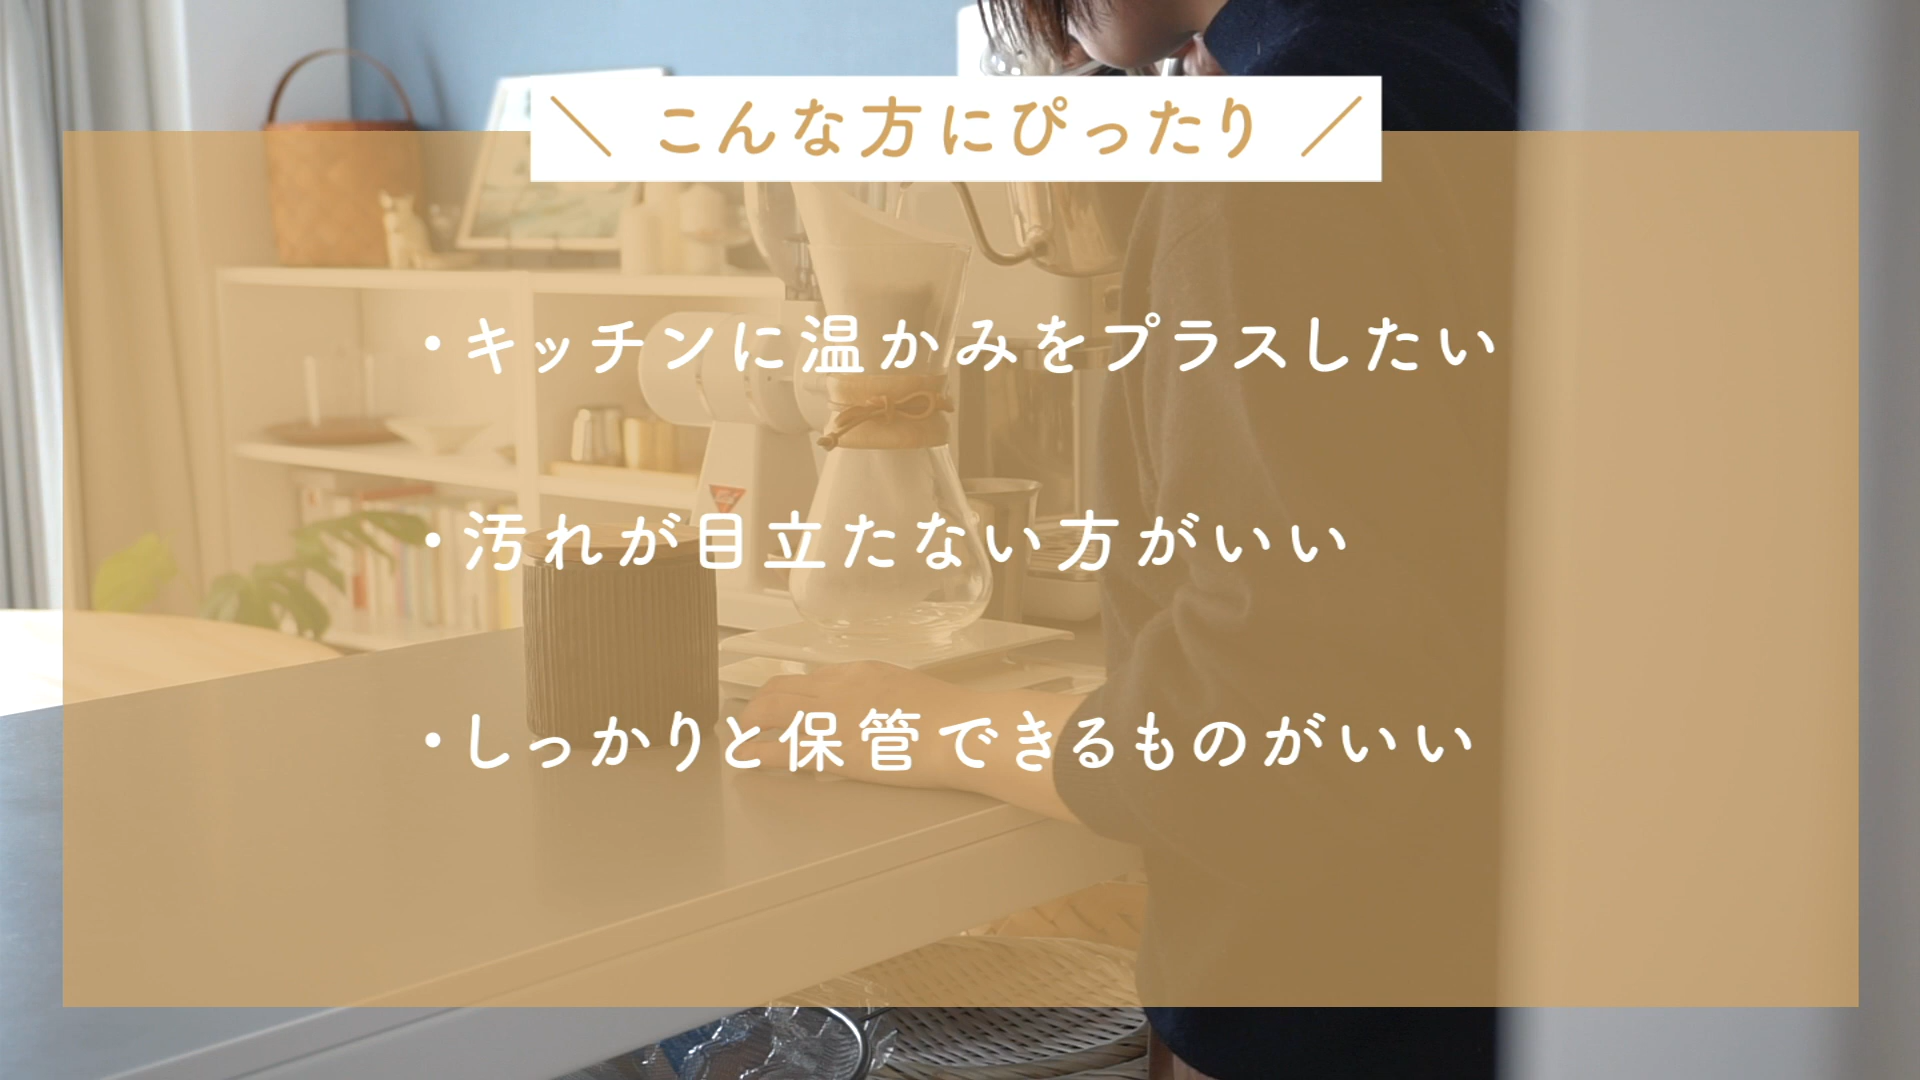 ＼ こんな方にぴったり ／
・キッチンに温かみをプラスしたい
・汚れが目立たない方がいい
・しっかりと保管できるものがいい